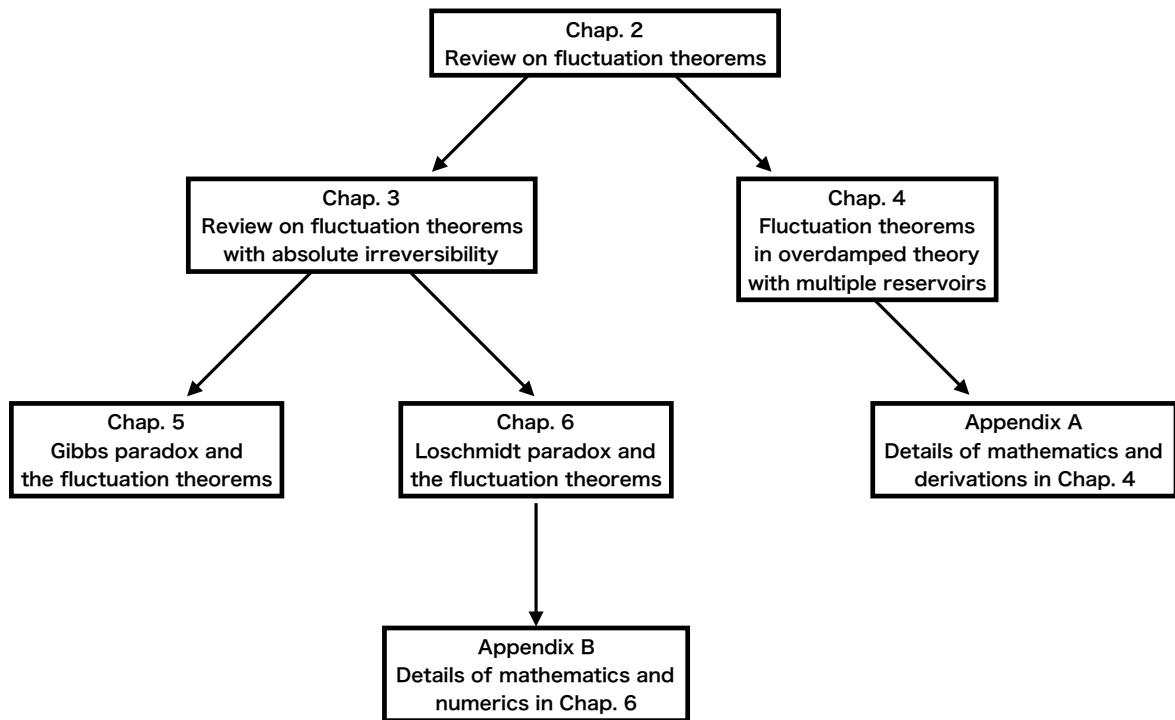 Chap. 2
Review on fluctuation theorems
Chap. 3
Review on fluctuation theorems
with absolute irreversibility
Chap. 4
Fluctuation theorems
in overdamped theory
with multiple reservoirs
Chap. 5
Gibbs paradox and
the fluctuation theorems
Chap. 6
Loschmidt paradox and
the fluctuation theorems
Appendix A
Details of mathematics and
derivations in Chap. 4
Appendix B
Details of mathematics and
numerics in Chap. 6